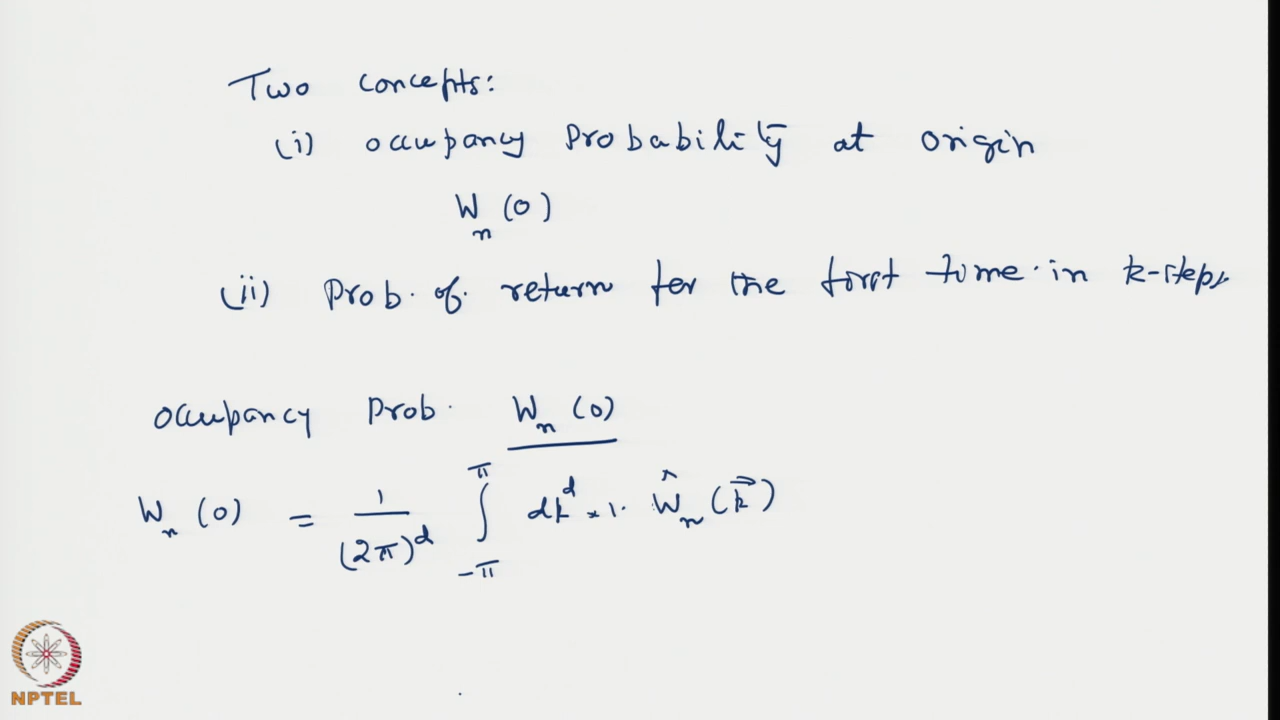 Two concepts:
(i) occupancy Probability at origin
W_n (0)
(ii) Prob. of. return for the first time. in k-steps
Occupancy Prob. W_n (0)
W_n (0) = 1/(2π)^d ∫_{-π}^{π} dk^d × 1. Ŵ_n (k⃗)
NPTEL